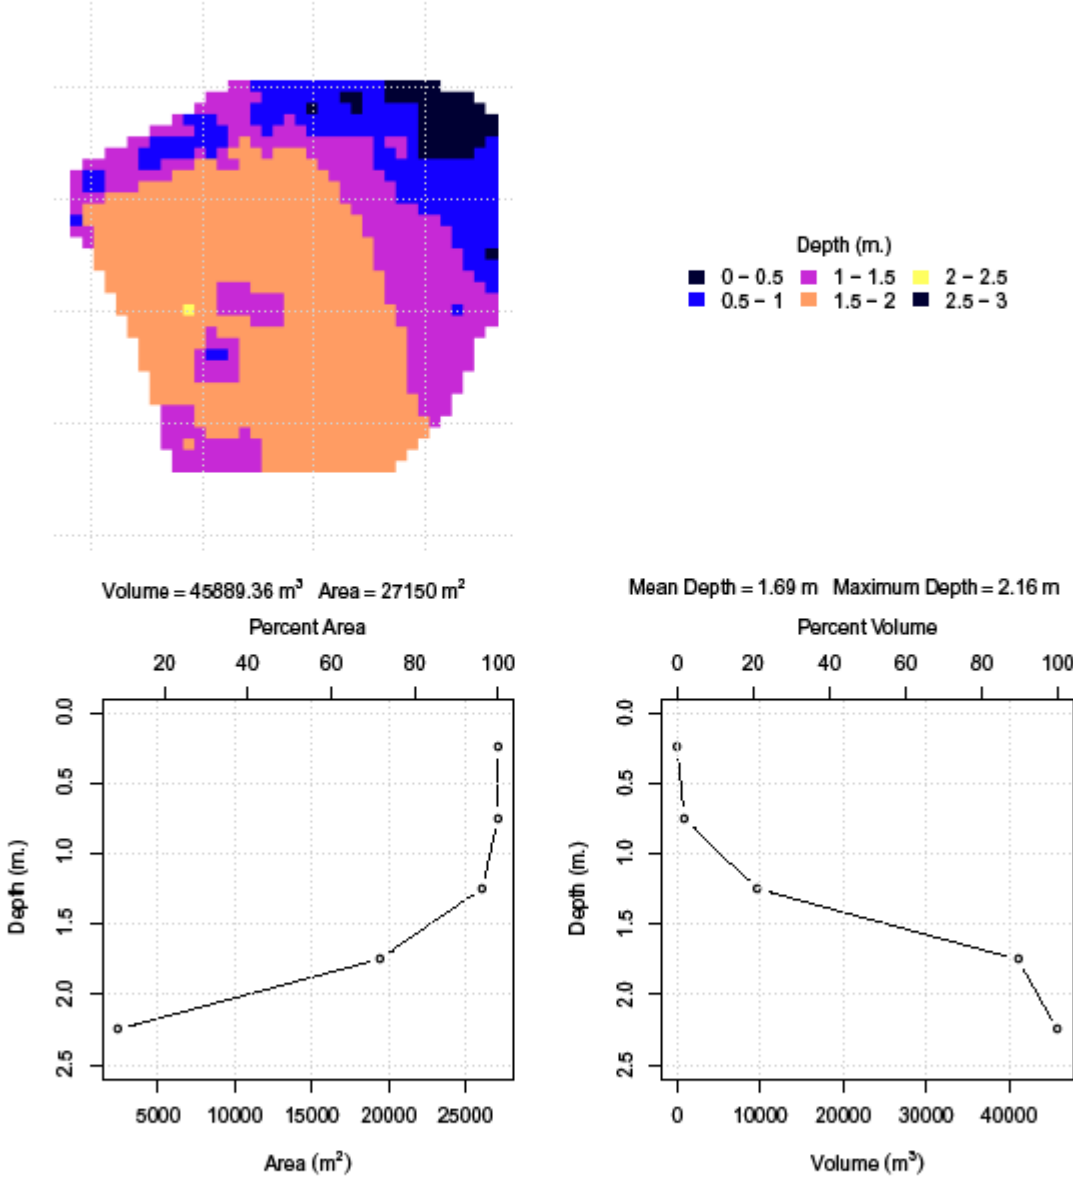 Depth (m.)
0 – 0.5 1 – 1.5 2 – 2.5
0.5 – 1 1.5 – 2 2.5 – 3
Volume = 45889.36 m³ Area = 27150 m²
Mean Depth = 1.69 m Maximum Depth = 2.16 m
Percent Area
20 40 60 80 100
0.0
0.5
1.0
1.5
2.0
2.5
Depth (m.)
5000 10000 15000 20000 25000
Area (m²)
Percent Volume
0 20 40 60 80 100
0.0
0.5
1.0
1.5
2.0
2.5
Depth (m.)
0 10000 20000 30000 40000
Volume (m³)